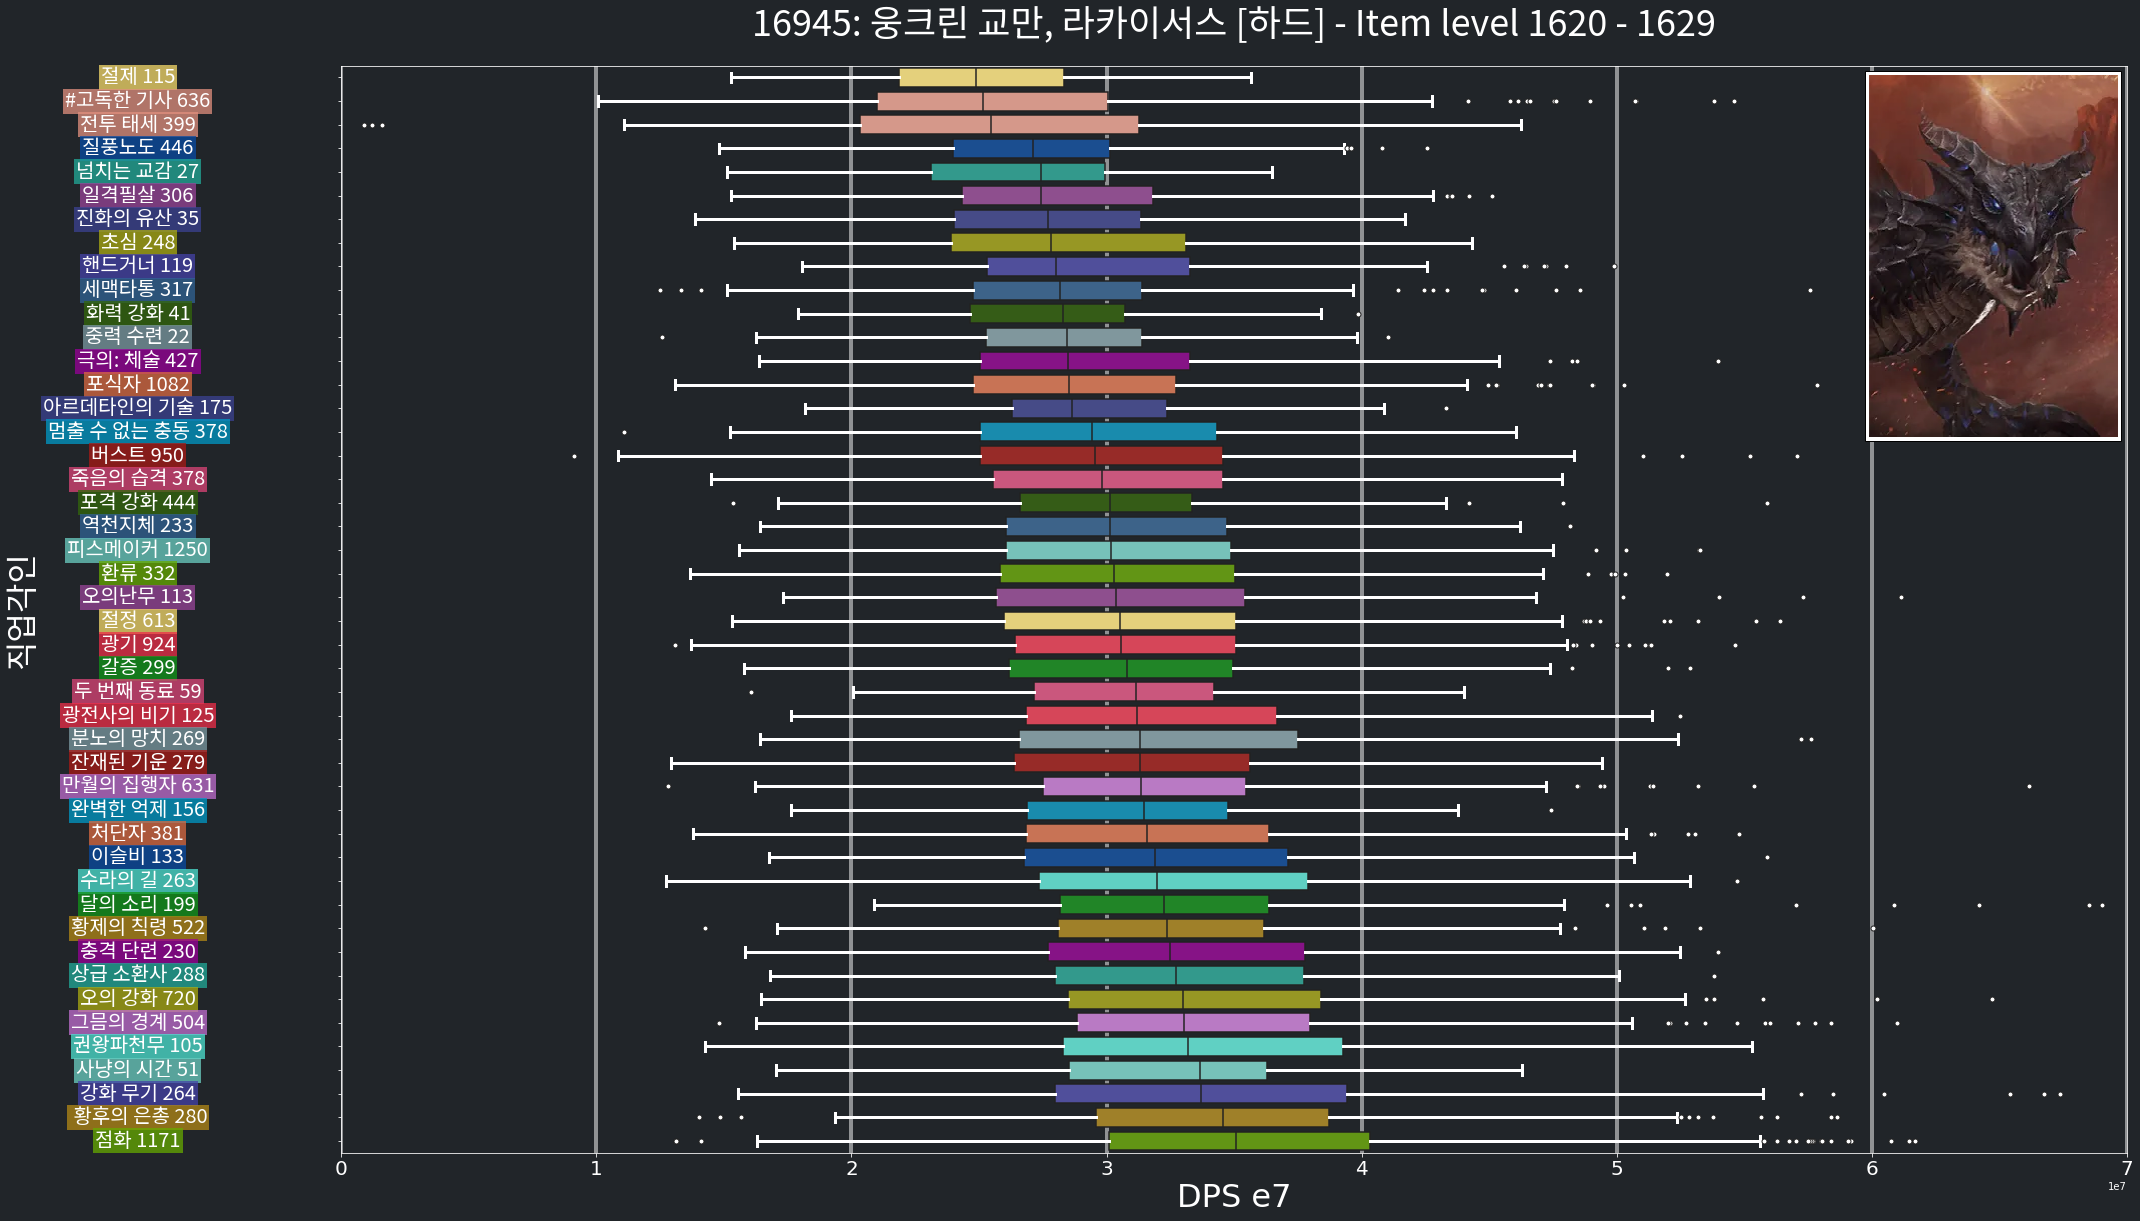 16945: 웅크린 교만, 라카이서스 [하드] - Item level 1620 - 1629
절제 115
#고독한 기사 636
전투 태세 399
질풍노도 446
넘치는 교감 27
일격필살 306
진화의 유산 35
초심 248
핸드거너 119
세맥타통 317
화력 강화 41
중력 수련 22
극의: 체술 427
포식자 1082
아르데타인의 기술 175
멈출 수 없는 충동 378
버스트 950
죽음의 습격 378
포격 강화 444
역천지체 233
피스메이커 1250
환류 332
오의난무 113
절정 613
광기 924
갈증 299
두 번째 동료 59
광전사의 비기 125
분노의 망치 269
잔재된 기운 279
만월의 집행자 631
완벽한 억제 156
처단자 381
이슬비 133
수라의 길 263
달의 소리 199
황제의 칙령 522
충격 단련 230
상급 소환사 288
오의 강화 720
그믐의 경계 504
권왕파천무 105
사냥의 시간 51
강화 무기 264
황후의 은총 280
점화 1171
직업각인
0 1 2 3 4 5 6 7
DPS e7
1e7